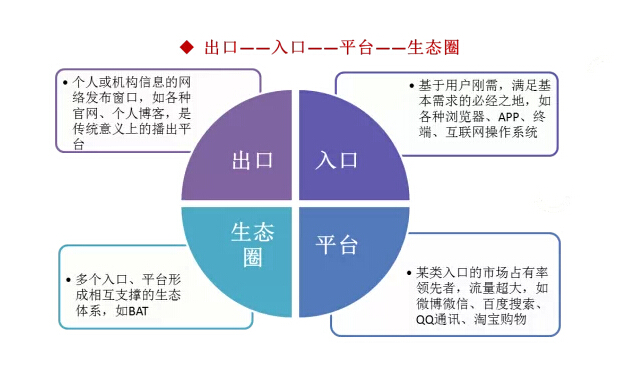 ◆ 出口——入口——平台——生态圈
• 个人或机构信息的网
络发布窗口，如各种
官网、个人博客，是
传统意义上的播出平
台
• 基于用户刚需，满足基
本需求的必经之地，如
各种浏览器、APP、终
端、互联网操作系统
出口
入口
生态
圈
平台
• 多个入口、平台形
成相互支撑的生态
体系，如BAT
• 某类入口的市场占有率
领先者，流量超大，如
微博微信、百度搜索、
QQ通讯、淘宝购物